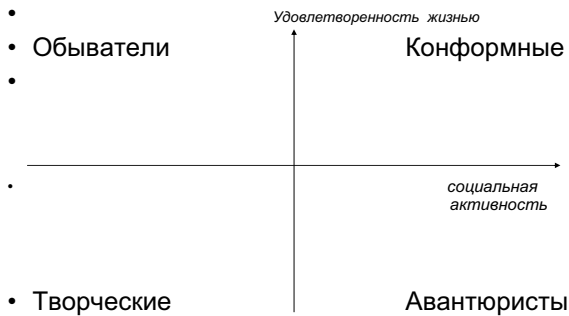 Удовлетворенность жизнью
• Обыватели Конформные
социальная
активность
• Творческие Авантюристы